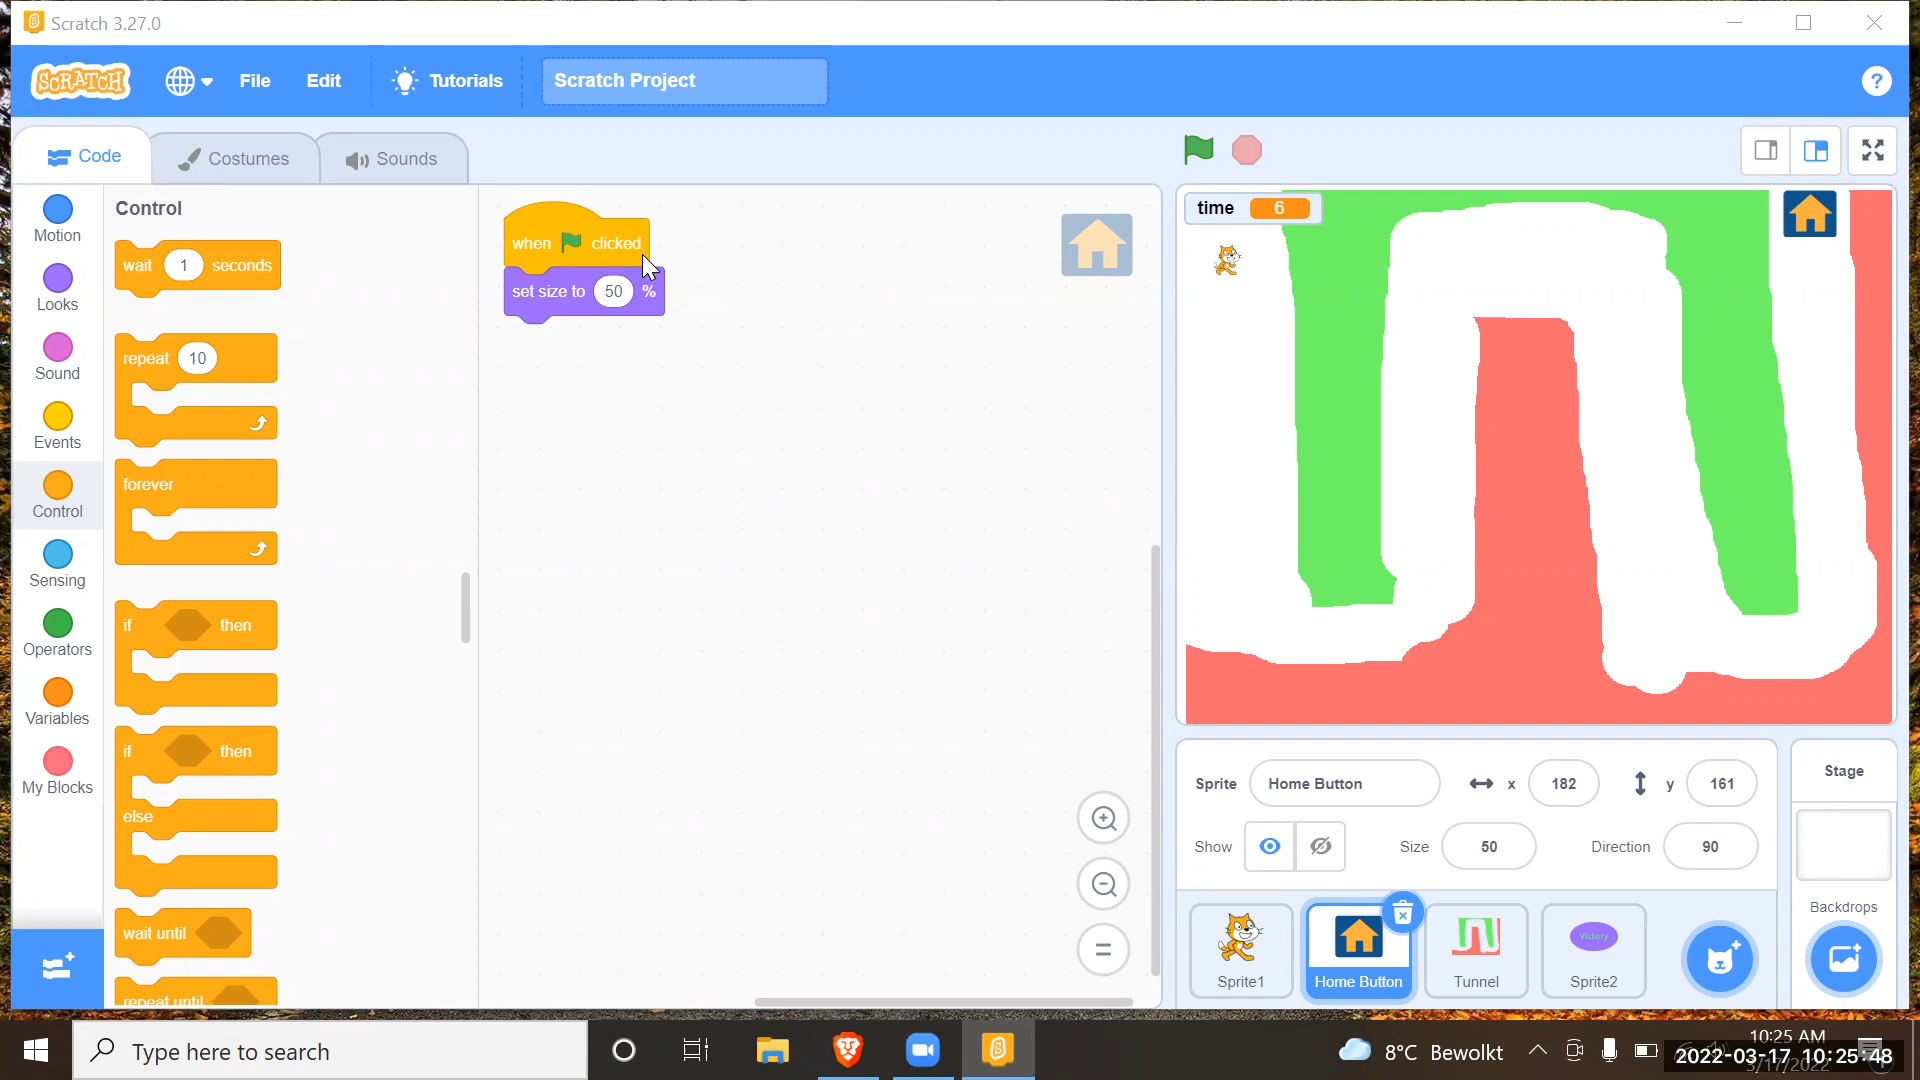 Scratch 3.27.0
SCRATCH
File
Edit
Tutorials
Scratch Project
?
Code
Costumes
Sounds
Motion
Looks
Sound
Events
Control
Sensing
Operators
Variables
My Blocks
Control
wait 1 seconds
repeat 10
forever
if then
if then
else
wait until
repeat until
when clicked
set size to 50 %
time 6
Sprite Home Button x 182 y 161
Show Size 50 Direction 90
Sprite1
Home Button
Tunnel
Victory
Sprite2
Stage
Backdrops
Type here to search
8°C Bewolkt
10:25 AM
3/17/2022
2022-03-17 10:25:48